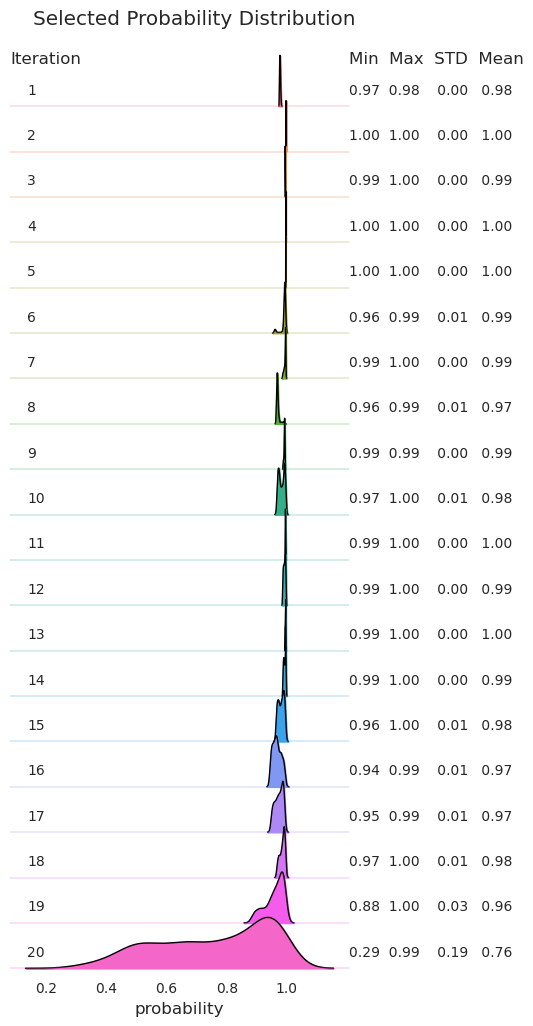 Selected Probability Distribution
Iteration Min Max STD Mean
1 0.97 0.98 0.00 0.98
2 1.00 1.00 0.00 1.00
3 0.99 1.00 0.00 0.99
4 1.00 1.00 0.00 1.00
5 1.00 1.00 0.00 1.00
6 0.96 0.99 0.01 0.99
7 0.99 1.00 0.00 0.99
8 0.96 0.99 0.01 0.97
9 0.99 0.99 0.00 0.99
10 0.97 1.00 0.01 0.98
11 0.99 1.00 0.00 1.00
12 0.99 1.00 0.00 0.99
13 0.99 1.00 0.00 1.00
14 0.99 1.00 0.00 0.99
15 0.96 1.00 0.01 0.98
16 0.94 0.99 0.01 0.97
17 0.95 0.99 0.01 0.97
18 0.97 1.00 0.01 0.98
19 0.88 1.00 0.03 0.96
20 0.29 0.99 0.19 0.76
0.2 0.4 0.6 0.8 1.0
probability